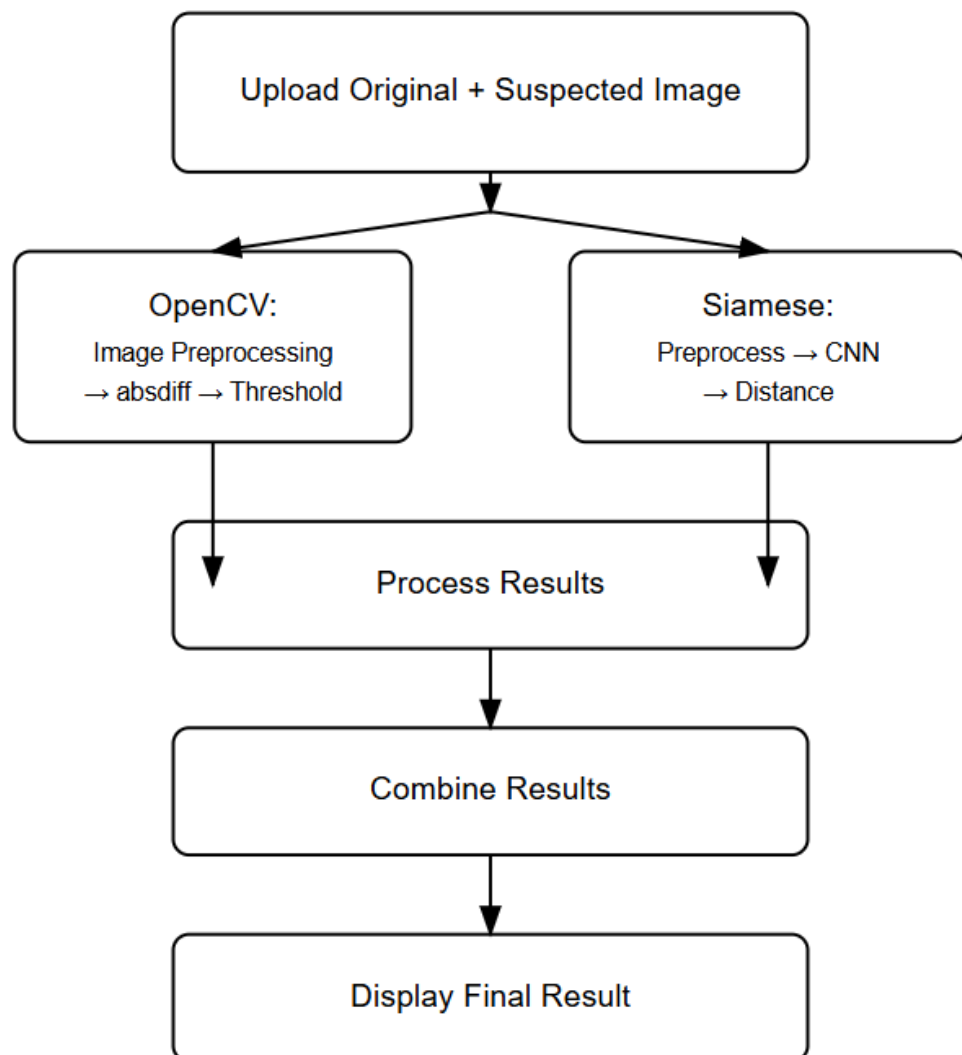 Upload Original + Suspected Image
OpenCV:
Image Preprocessing
→ absdiff → Threshold
Siamese:
Preprocess → CNN
→ Distance
Process Results
Combine Results
Display Final Result